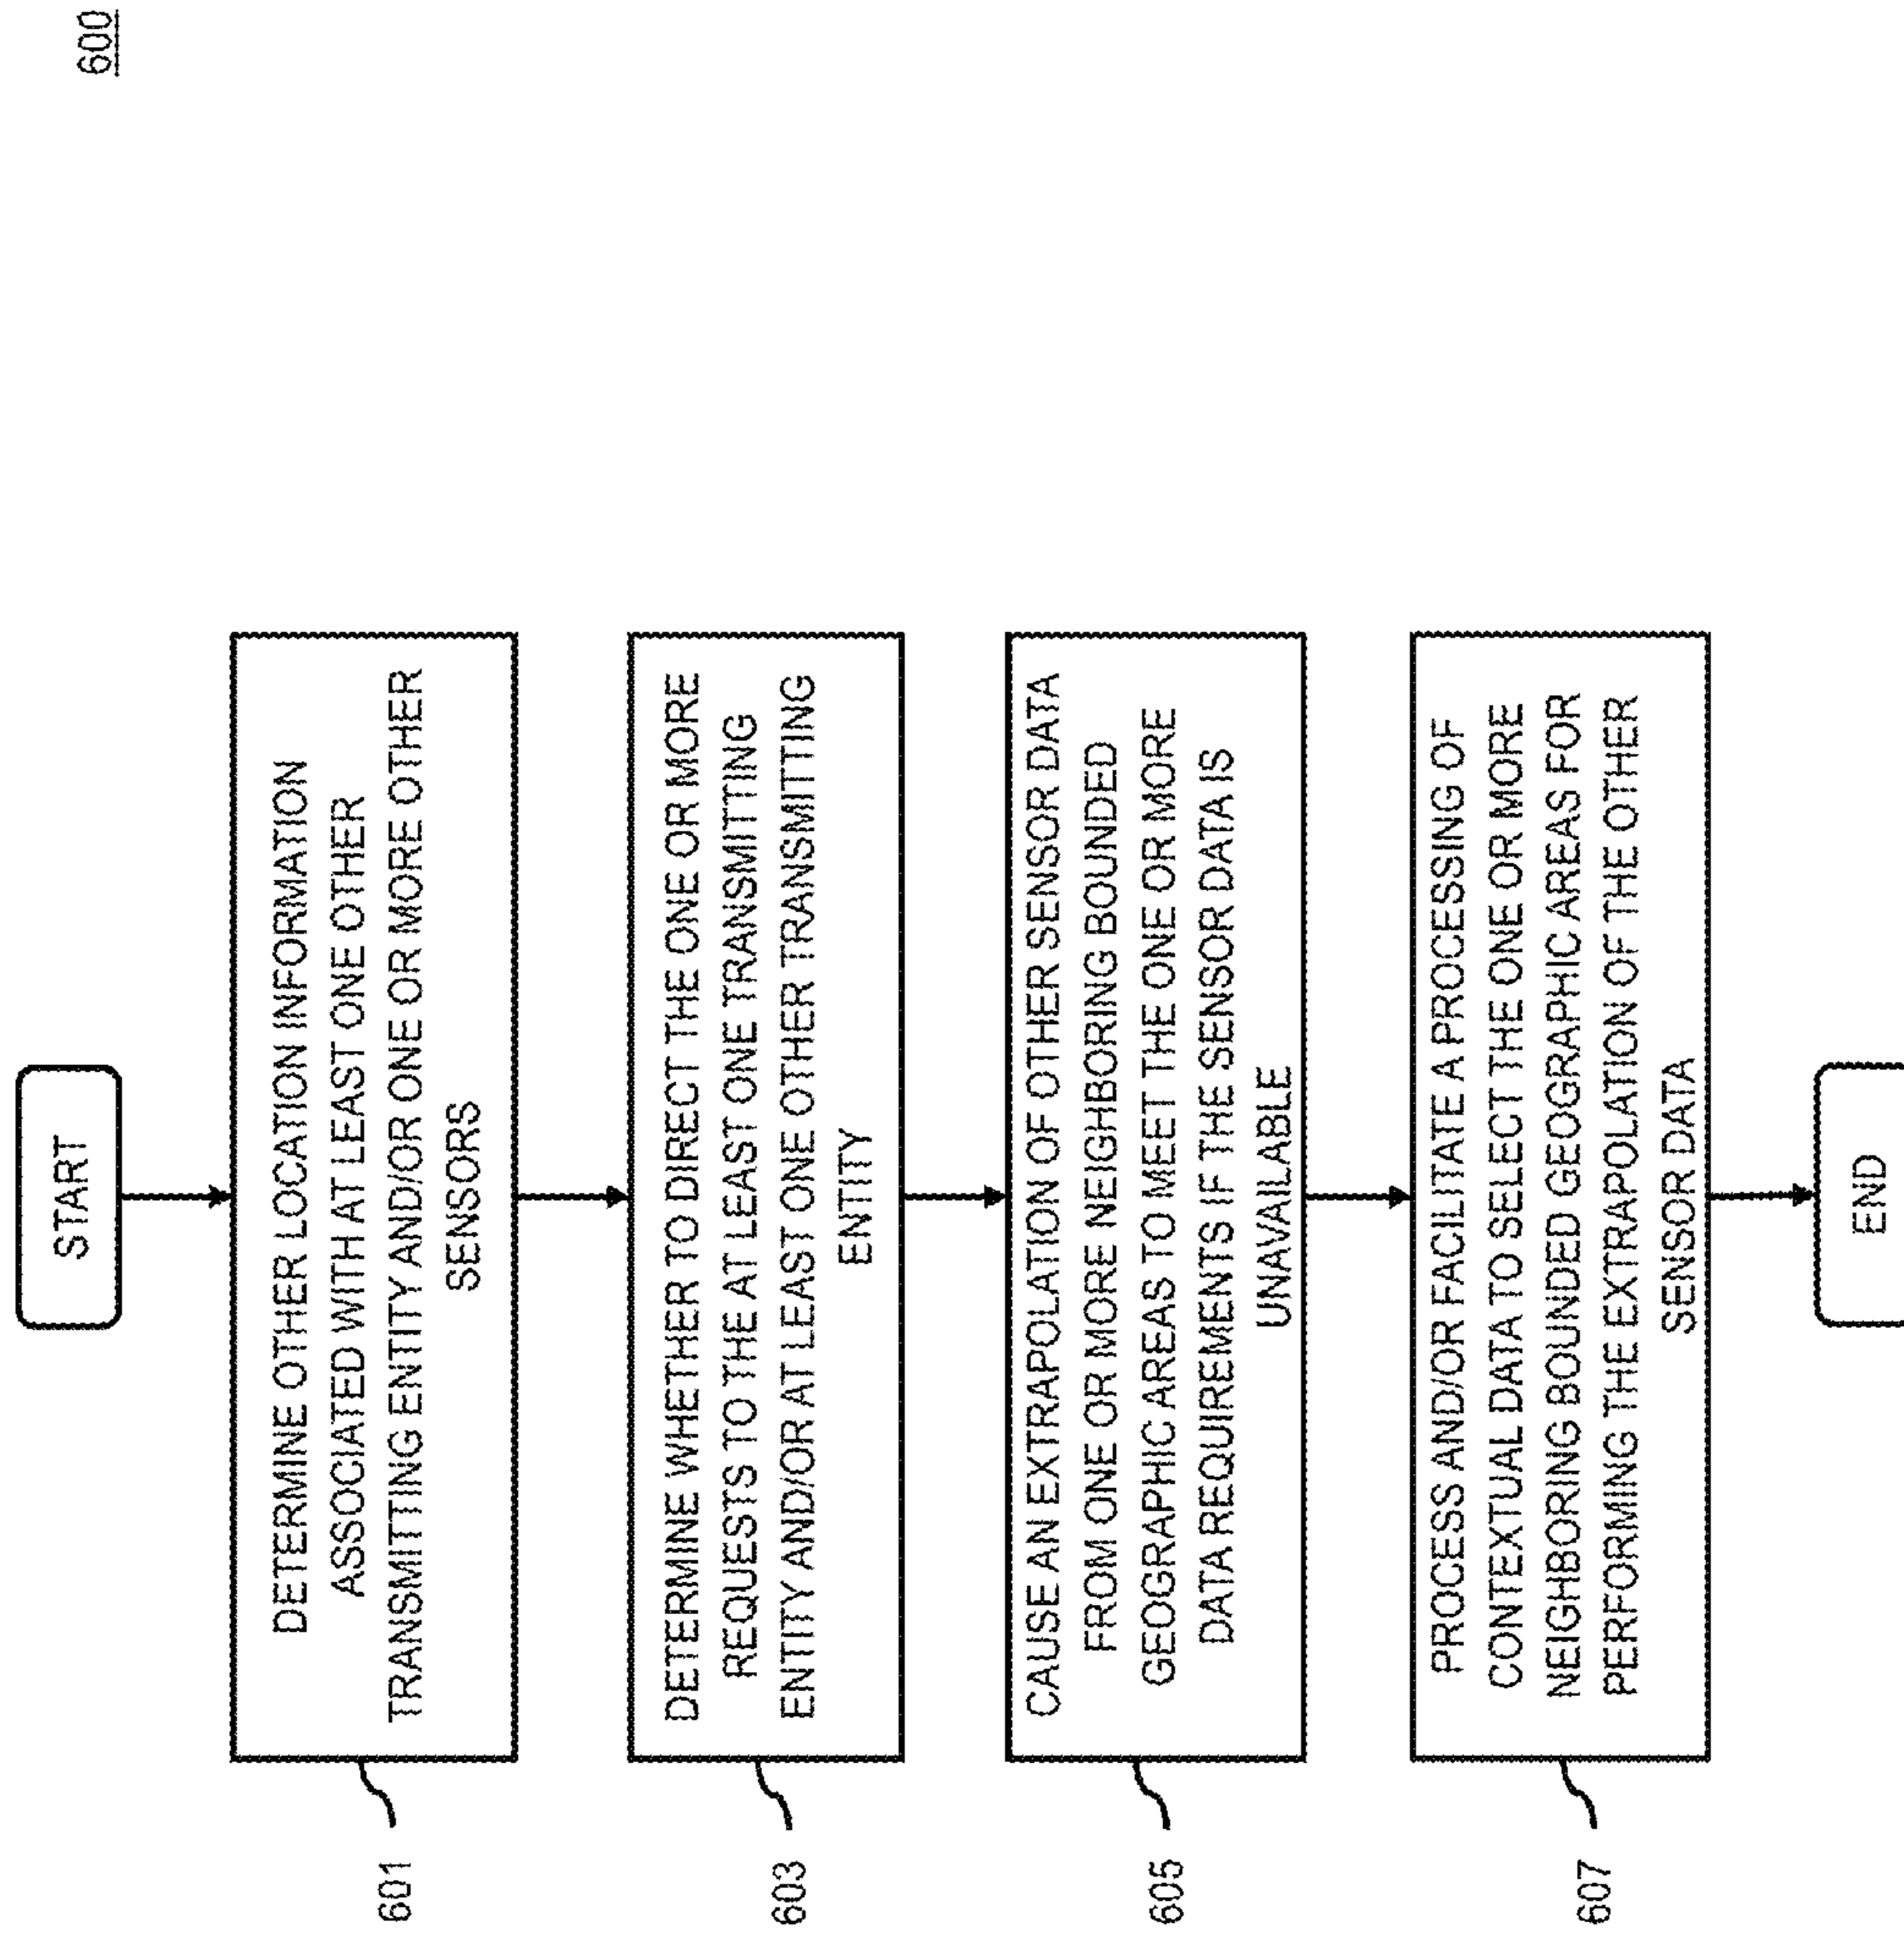 600
START
DETERMINE OTHER LOCATION INFORMATION
ASSOCIATED WITH AT LEAST ONE OTHER
TRANSMITTING ENTITY AND/OR ONE OR MORE OTHER
SENSORS
601
DETERMINE WHETHER TO DIRECT THE ONE OR MORE
REQUESTS TO THE AT LEAST ONE TRANSMITTING
ENTITY AND/OR AT LEAST ONE OTHER TRANSMITTING
ENTITY
603
CAUSE AN EXTRAPOLATION OF OTHER SENSOR DATA
FROM ONE OR MORE NEIGHBORING BOUNDED
GEOGRAPHIC AREAS TO MEET THE ONE OR MORE
DATA REQUIREMENTS IF THE SENSOR DATA IS
UNAVAILABLE
605
PROCESS AND/OR FACILITATE A PROCESSING OF
CONTEXTUAL DATA TO SELECT THE ONE OR MORE
NEIGHBORING BOUNDED GEOGRAPHIC AREAS FOR
PERFORMING THE EXTRAPOLATION OF THE OTHER
SENSOR DATA
607
END